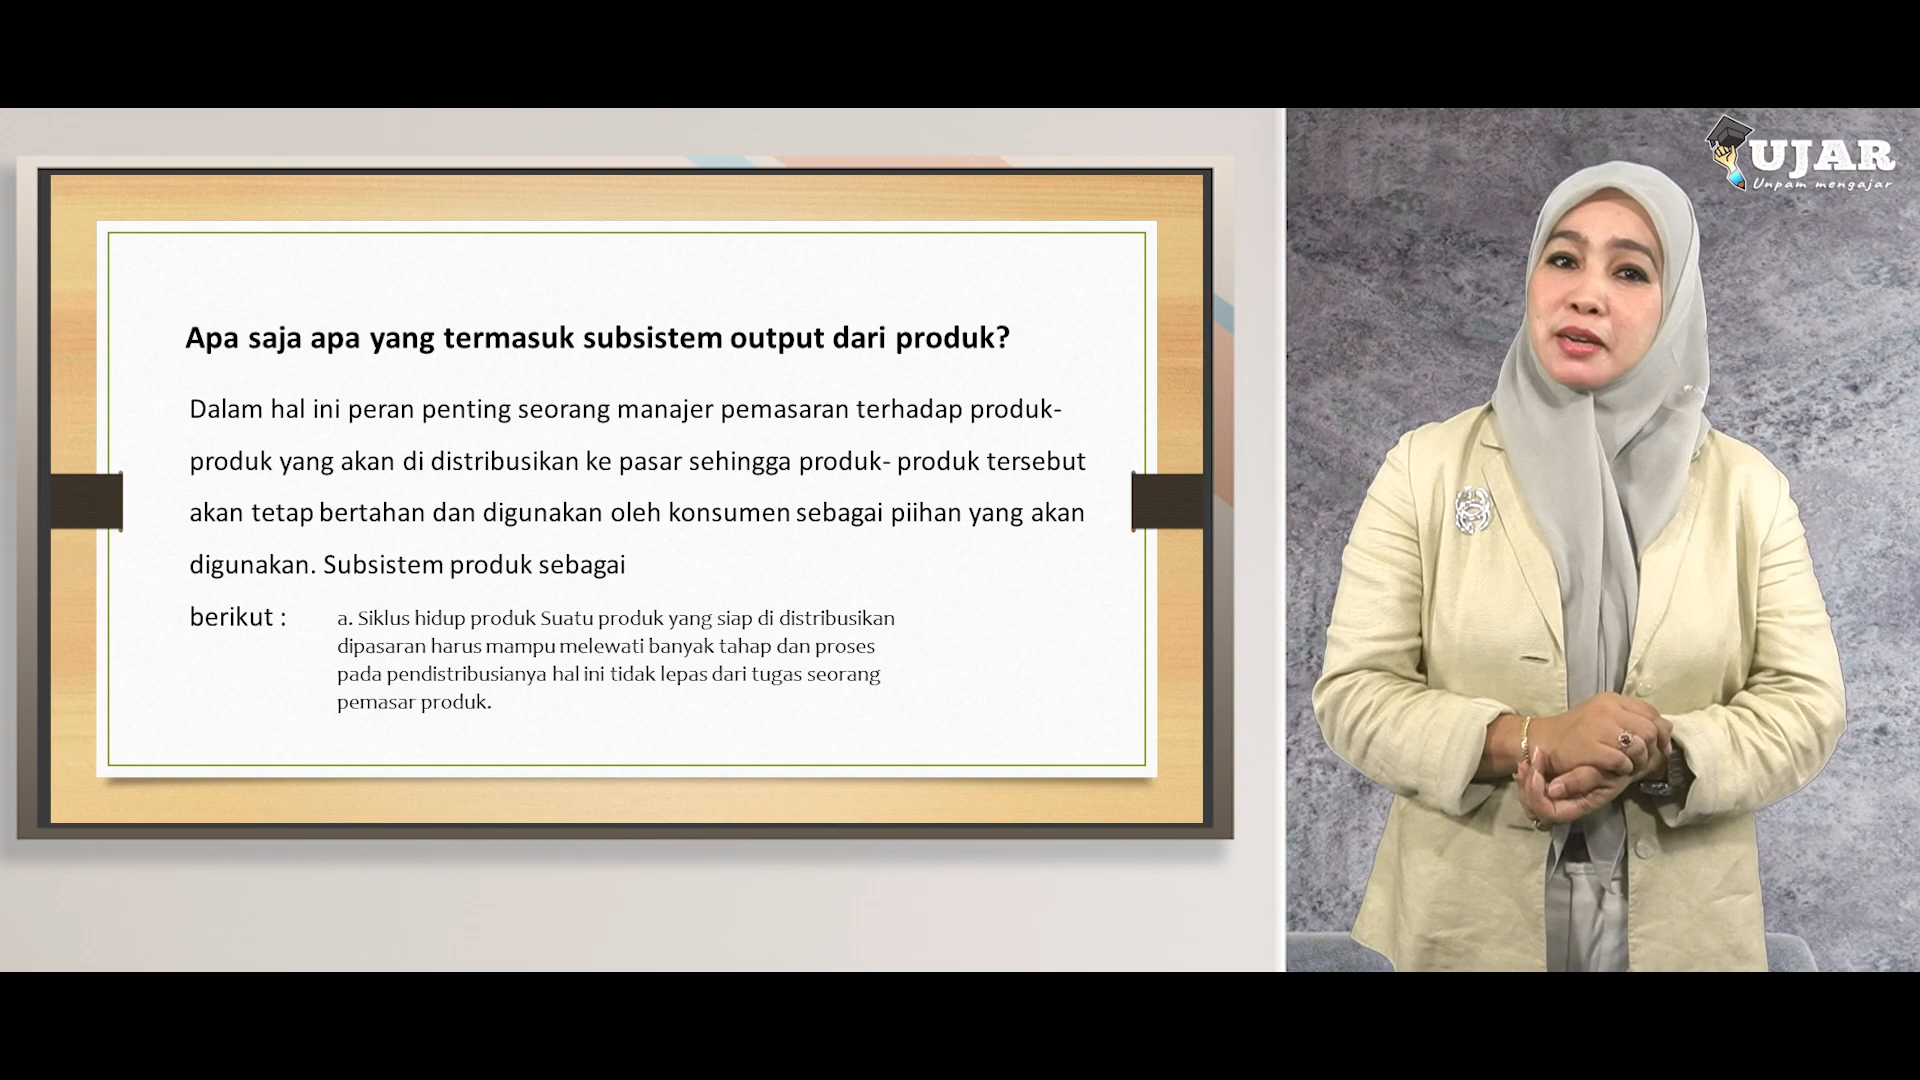 Apa saja apa yang termasuk subsistem output dari produk?
Dalam hal ini peran penting seorang manajer pemasaran terhadap produk-
produk yang akan di distribusikan ke pasar sehingga produk- produk tersebut
akan tetap bertahan dan digunakan oleh konsumen sebagai piihan yang akan
digunakan. Subsistem produk sebagai
berikut :
a. Siklus hidup produk Suatu produk yang siap di distribusikan
dipasaran harus mampu melewati banyak tahap dan proses
pada pendistribusianya hal ini tidak lepas dari tugas seorang
pemasar produk.
UJAR
Unpam mengajar